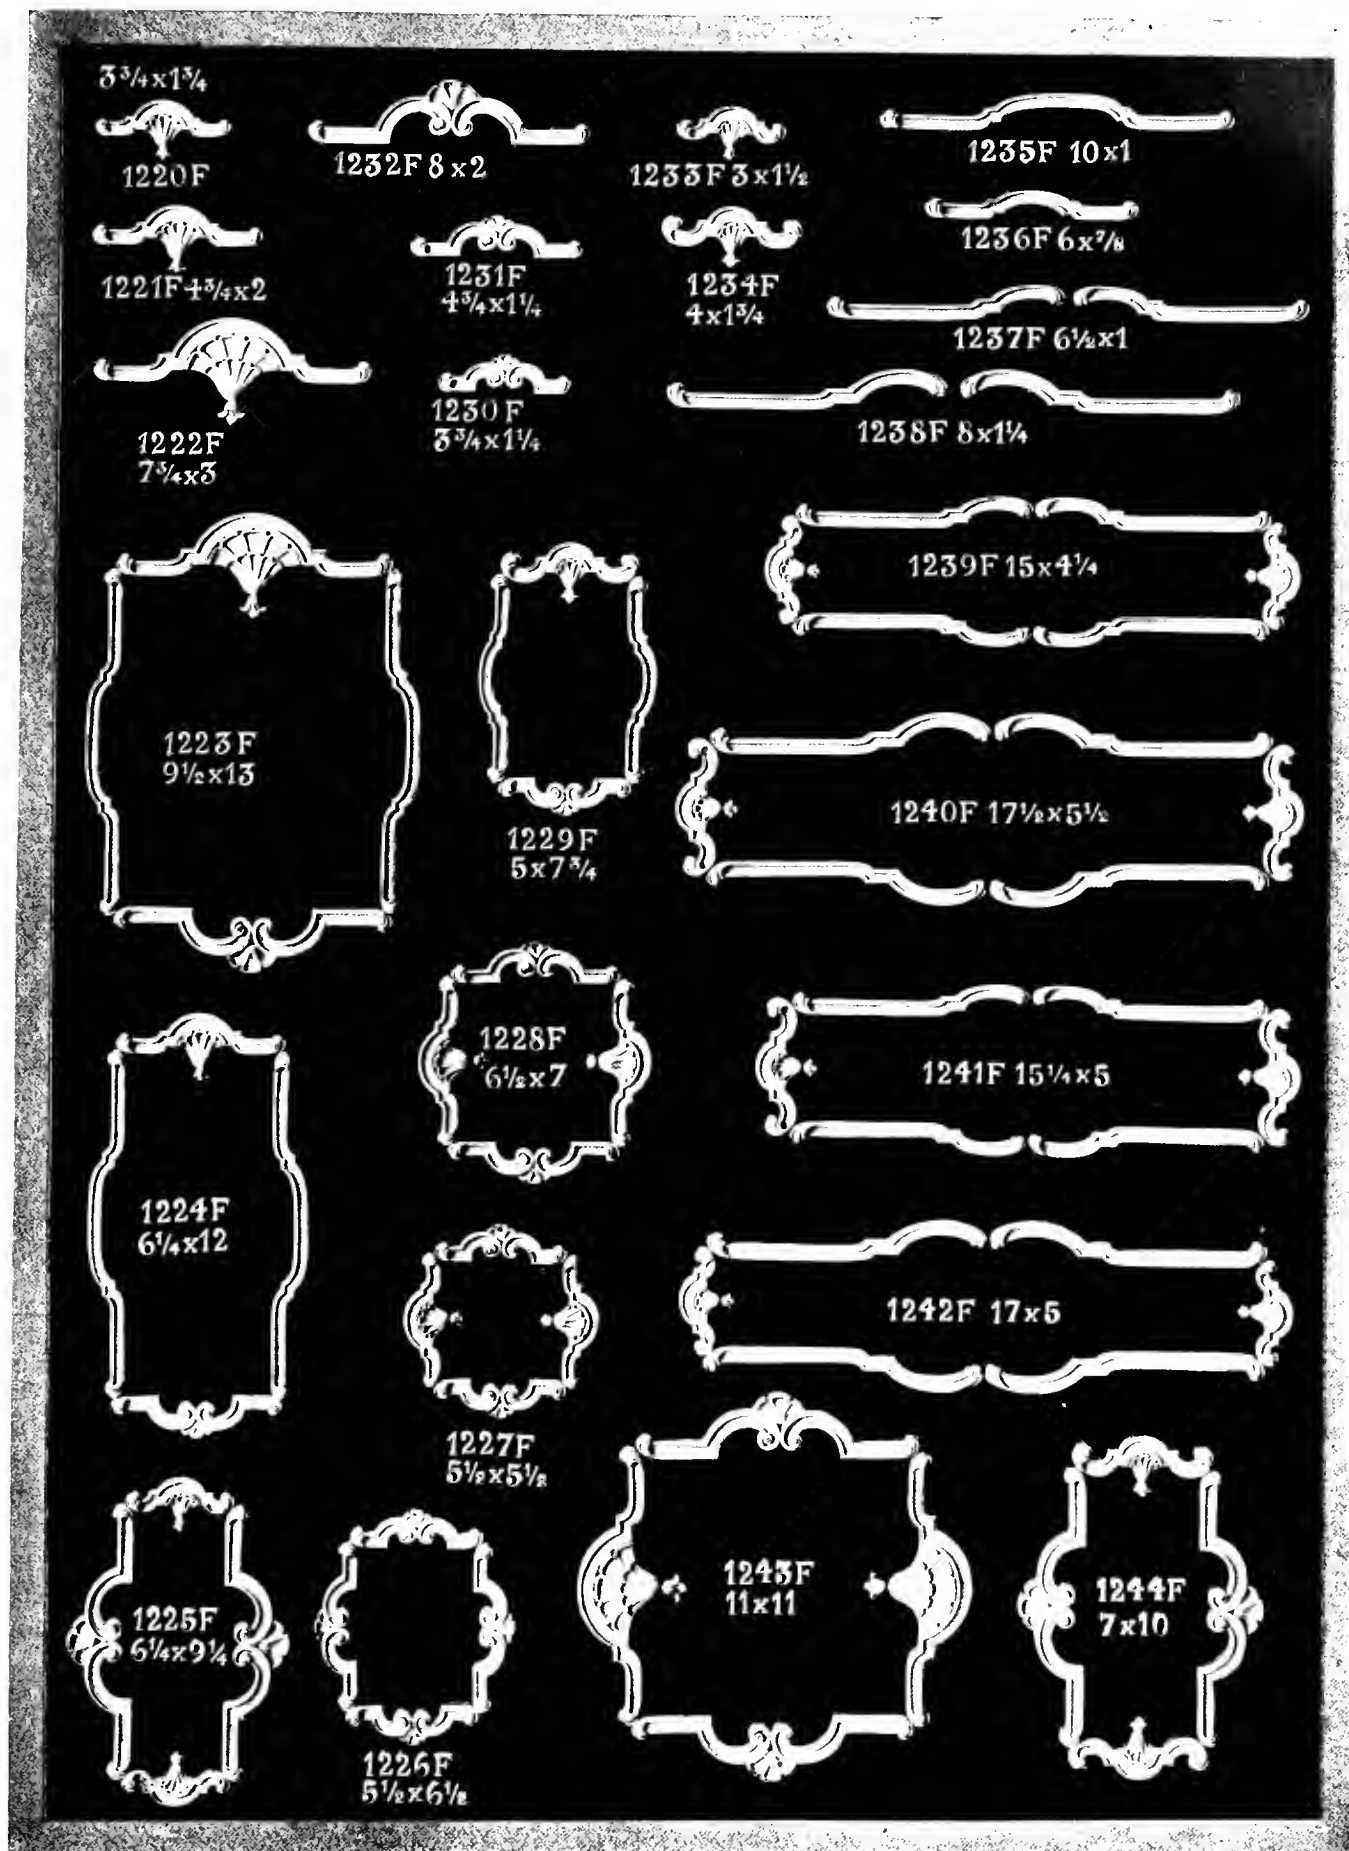 3¾x1¾
1220F
1232F 8x2
1233F 3x1½
1235F 10x1
1236F 6x⅞
1221F 4¾x2
1231F
4¾x1¼
1234F
4x1¾
1237F 6½x1
1222F
7¾x3
1230F
3¾x1¼
1238F 8x1¼
1239F 15x4¼
1223F
9½x13
1229F
5x7¾
1240F 17½x5½
1228F
6½x7
1241F 15¼x5
1224F
6¼x12
1242F 17x5
1227F
5½x5½
1225F
6¼x9¼
1226F
5½x6½
1243F
11x11
1244F
7x10